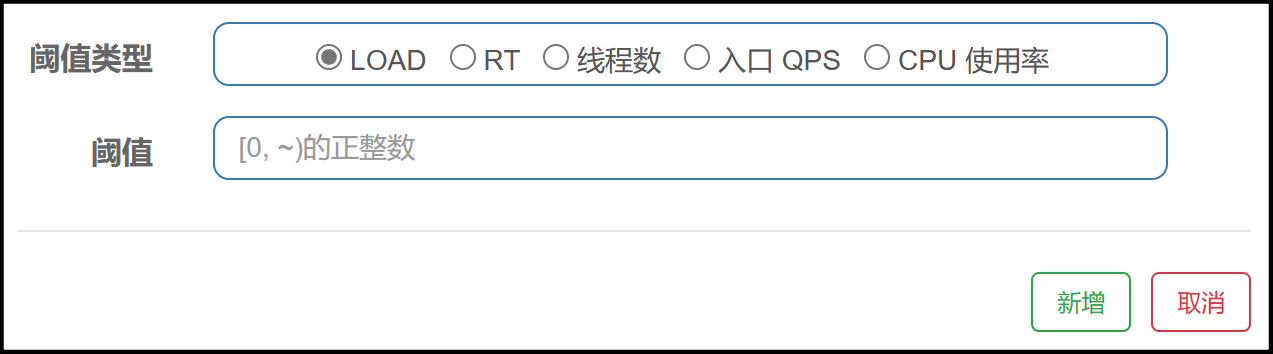 阈值类型 LOAD RT 线程数 入口 QPS CPU 使用率
阈值 [0, ~)的正整数
新增 取消